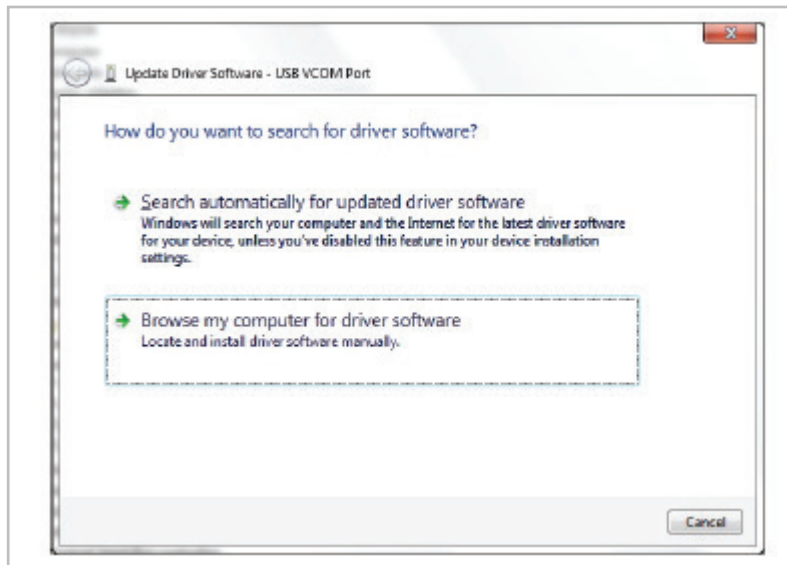 Update Driver Software - USB VCOM Port
How do you want to search for driver software?
Search automatically for updated driver software
Windows will search your computer and the Internet for the latest driver software
for your device, unless you've disabled this feature in your device installation
settings.
Browse my computer for driver software
Locate and install driver software manually.
Cancel